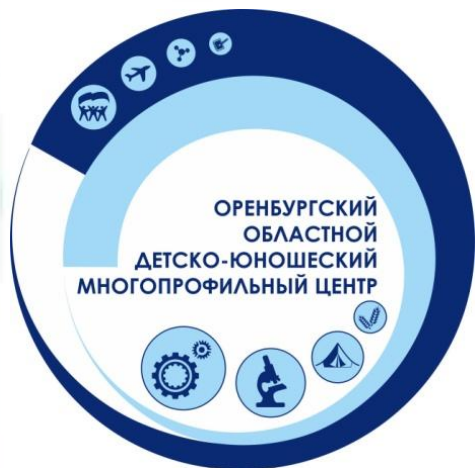 ОРЕНБУРГСКИЙ
ОБЛАСТНОЙ
ДЕТСКО-ЮНОШЕСКИЙ
МНОГОПРОФИЛЬНЫЙ ЦЕНТР